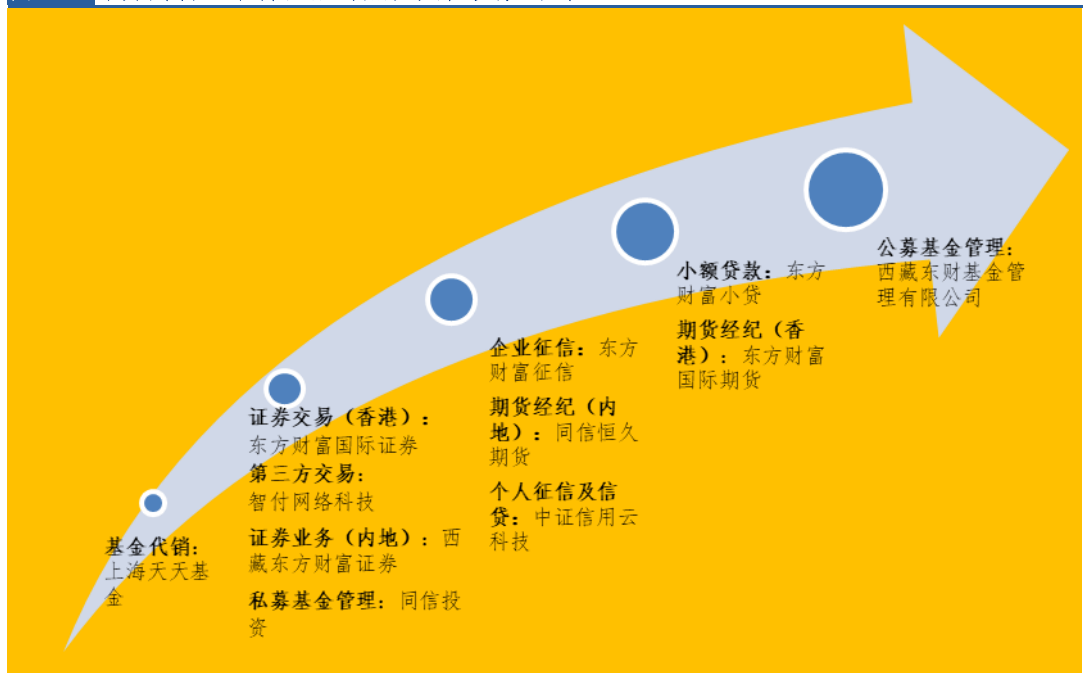 基金代销：
上海天天基
金
证券交易（香港）：
东方财富国际证券
第三方交易：
智付网络科技
证券业务（内地）：西
藏东方财富证券
私募基金管理：同信投
资
企业征信：东方
财富征信
期货经纪（内
地）：同信恒久
期货
个人征信及信
贷：中证信用云
科技
小额贷款：东方
财富小贷
期货经纪（香
港）：东方财富
国际期货
公募基金管理：
西藏东财基金管
理有限公司